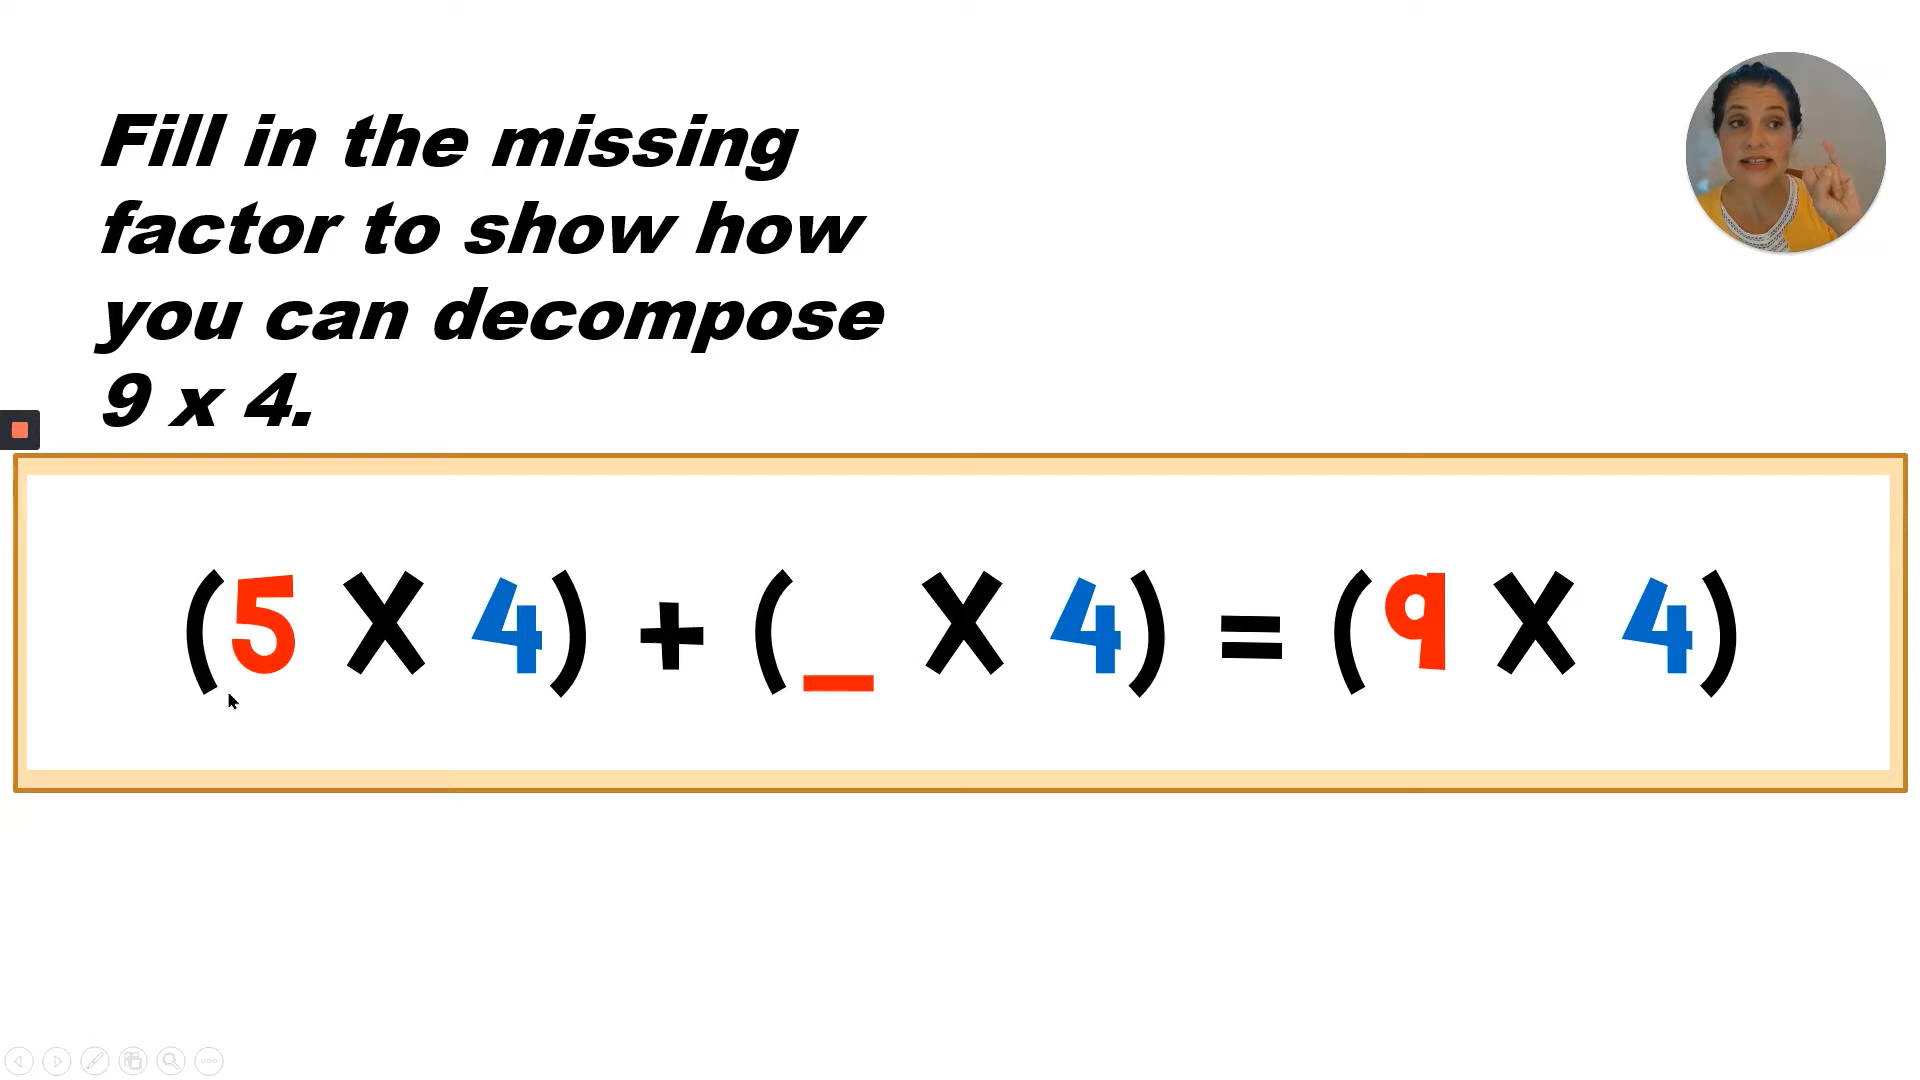 Fill in the missing
factor to show how
you can decompose
9 x 4.
(5 X 4) + (_ X 4) = (9 X 4)